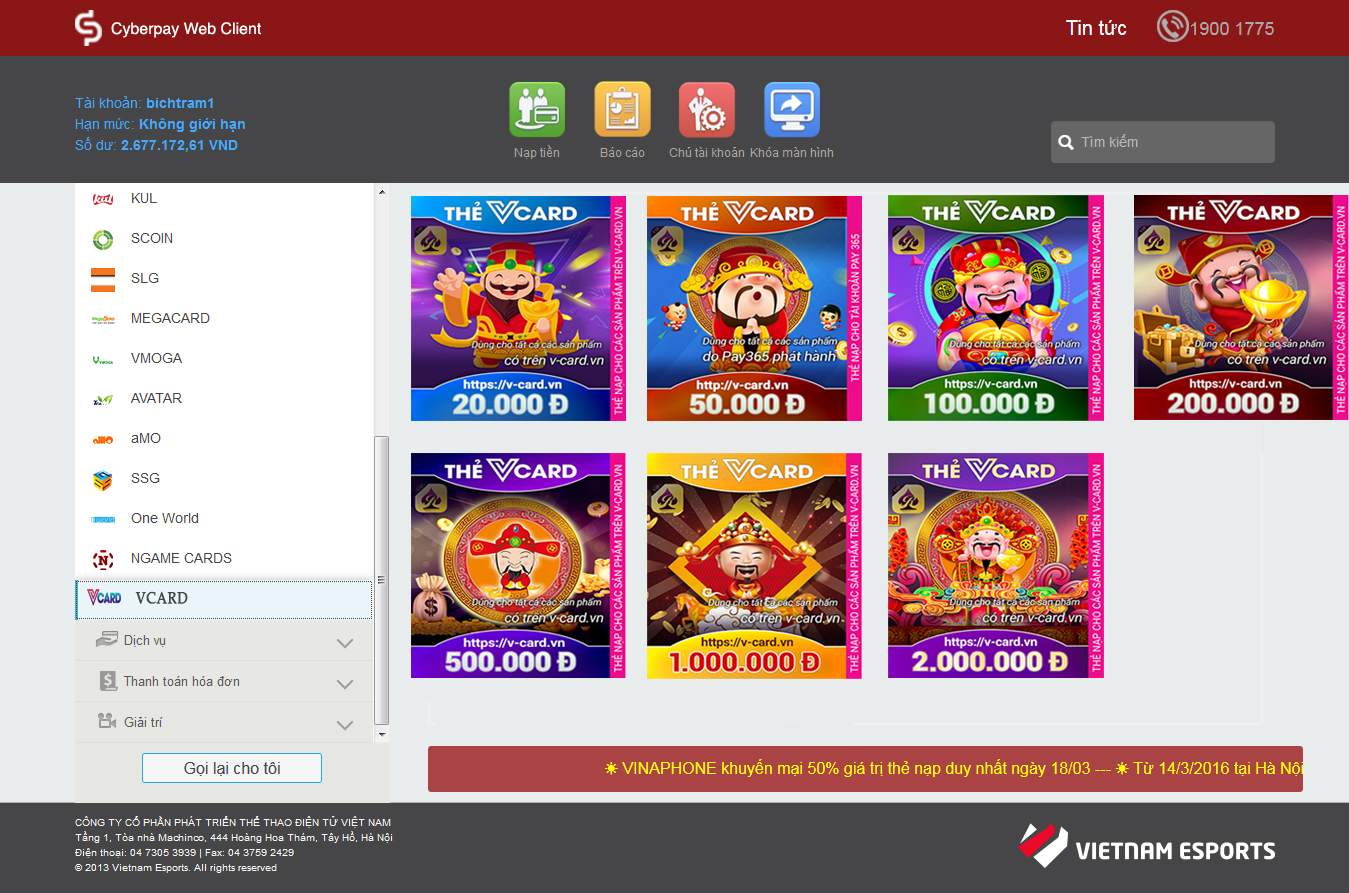 Cyberpay Web Client
Tin tức
1900 1775
Tài khoản: bichtram1
Hạn mức: Không giới hạn
Số dư: 2.677.172,61 VND
Nạp tiền
Báo cáo
Chủ tài khoản
Khóa màn hình
Tìm kiếm
KUL
SCOIN
SLG
MEGACARD
VMOGA
AVATAR
aMO
SSG
One World
NGAME CARDS
VCARD VCARD
Dịch vụ
Thanh toán hóa đơn
Giải trí
Gọi lại cho tôi
THẺ VCARD
Dùng cho tất cả các sản phẩm
có trên v-card.vn
https://v-card.vn
20.000 Đ
THẺ NẠP CHO CÁC SẢN PHẨM TRÊN V-CARD.VN
THẺ VCARD
Dùng cho tất cả các sản phẩm
do Pay365 phát hành
http://v-card.vn
50.000 Đ
THẺ NẠP CHO TÀI KHOẢN PAY 365
THẺ VCARD
Dùng cho tất cả các sản phẩm
có trên v-card.vn
https://v-card.vn
100.000 Đ
THẺ NẠP CHO CÁC SẢN PHẨM TRÊN V-CARD.VN
THẺ VCARD
Dùng cho tất cả các sản phẩm
có trên v-card.vn
https://v-card.vn
200.000 Đ
THẺ NẠP CHO CÁC SẢN PHẨM TRÊN V-CARD.VN
THẺ VCARD
Dùng cho tất cả các sản phẩm
có trên v-card.vn
https://v-card.vn
500.000 Đ
THẺ NẠP CHO CÁC SẢN PHẨM TRÊN V-CARD.VN
THẺ VCARD
Dùng cho tất cả các sản phẩm
có trên v-card.vn
https://v-card.vn
1.000.000 Đ
THẺ NẠP CHO CÁC SẢN PHẨM TRÊN V-CARD.VN
THẺ VCARD
Dùng cho tất cả các sản phẩm
có trên v-card.vn
https://v-card.vn
2.000.000 Đ
THẺ NẠP CHO CÁC SẢN PHẨM TRÊN V-CARD.VN
☀ VINAPHONE khuyến mại 50% giá trị thẻ nạp duy nhất ngày 18/03 --- ☀ Từ 14/3/2016 tại Hà Nội
CÔNG TY CỔ PHẦN PHÁT TRIỂN THỂ THAO ĐIỆN TỬ VIỆT NAM
Tầng 1, Tòa nhà Machinco, 444 Hoàng Hoa Thám, Tây Hồ, Hà Nội
Điện thoại: 04 7305 3939 | Fax: 04 3759 2429
© 2013 Vietnam Esports. All rights reserved
VIETNAM ESPORTS